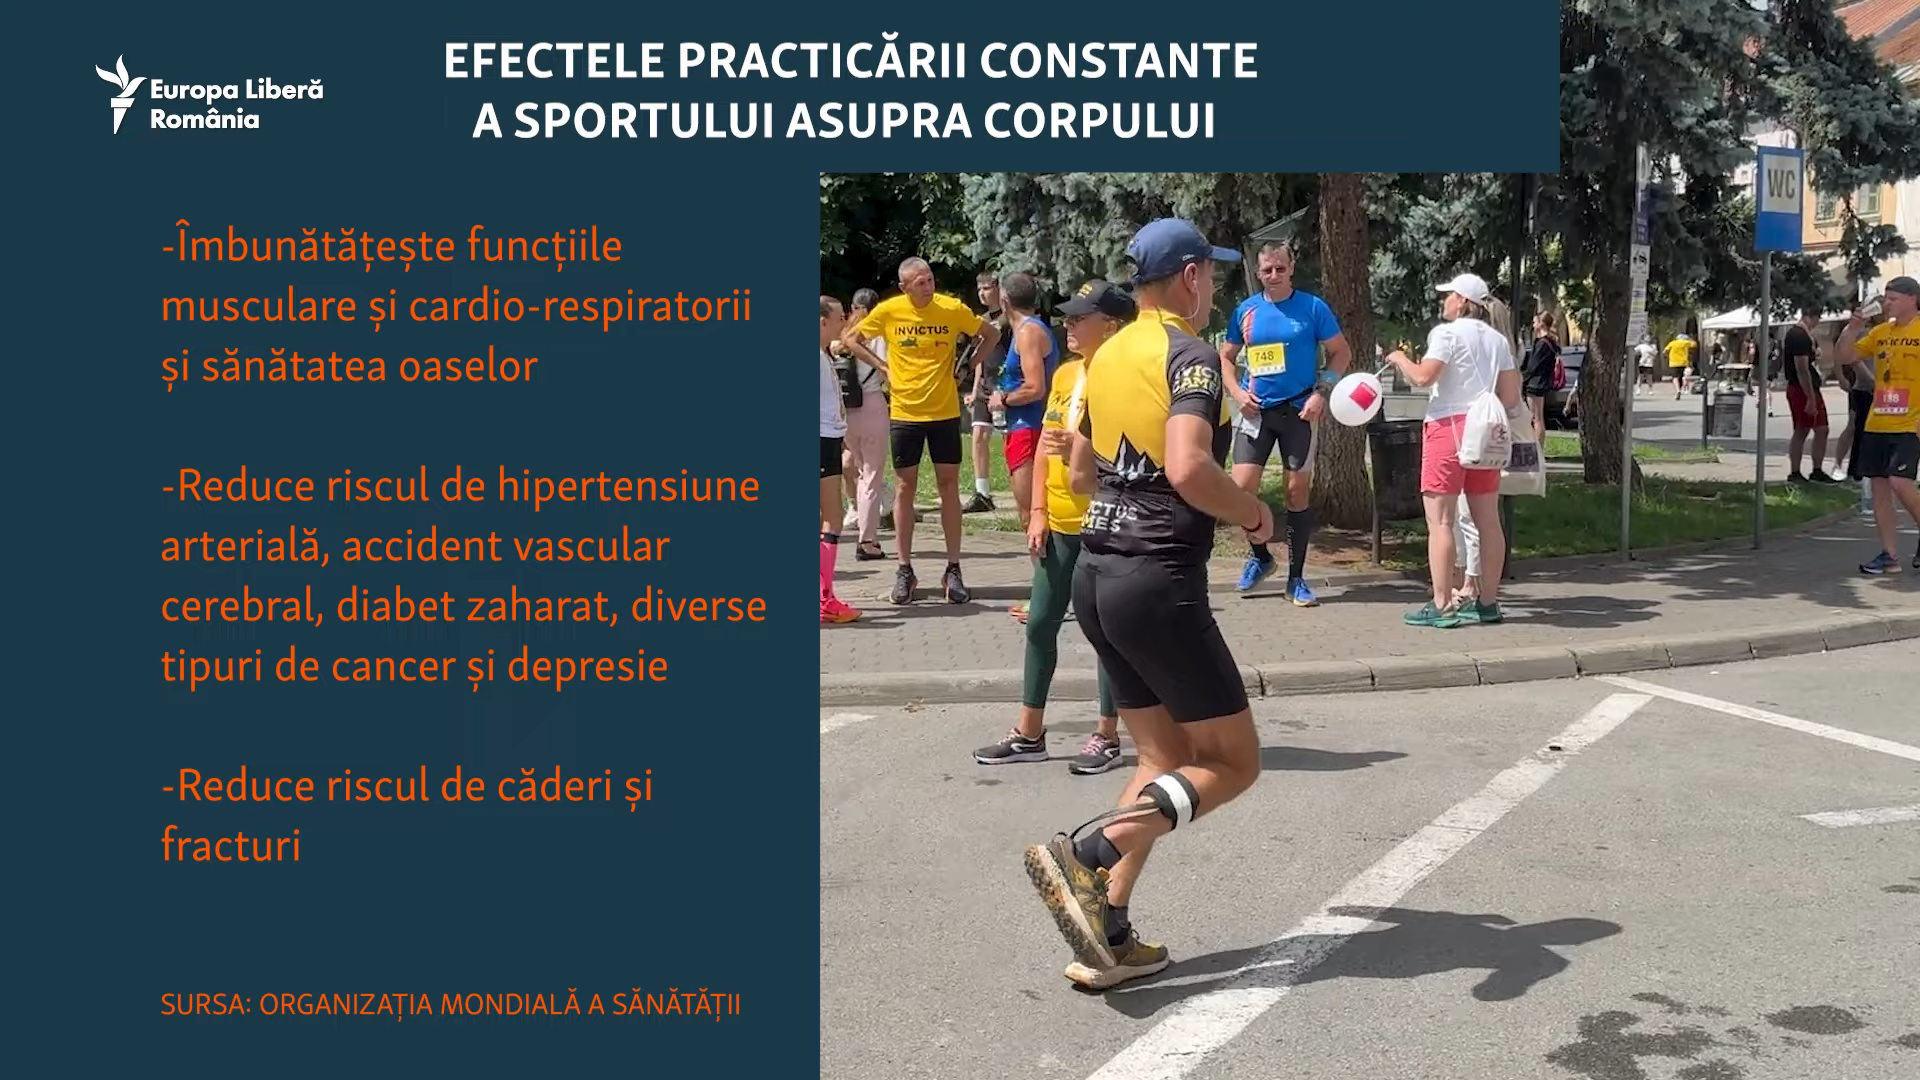 Europa Liberă
România
EFECTELE PRACTICĂRII CONSTANTE
A SPORTULUI ASUPRA CORPULUI
-Îmbunătățește funcțiile
musculare și cardio-respiratorii
și sănătatea oaselor
-Reduce riscul de hipertensiune
arterială, accident vascular
cerebral, diabet zaharat, diverse
tipuri de cancer și depresie
-Reduce riscul de căderi și
fracturi
SURSA: ORGANIZAȚIA MONDIALĂ A SĂNĂTĂȚII
WC
INVICTUS
748